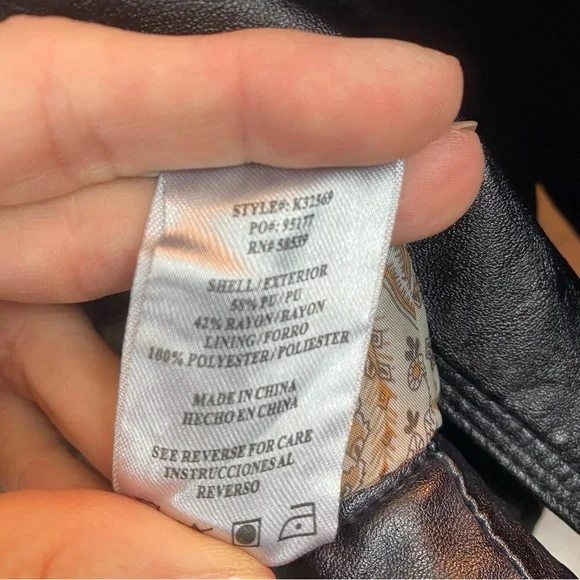 STYLE#: K32569
PO#: 95177
RN# 58539
SHELL/EXTERIOR
58% PU/PU
42% RAYON/RAYON
LINING/FORRO
100% POLYESTER/POLIESTER
MADE IN CHINA
HECHO EN CHINA
SEE REVERSE FOR CARE
INSTRUCCIONES AL
REVERSO